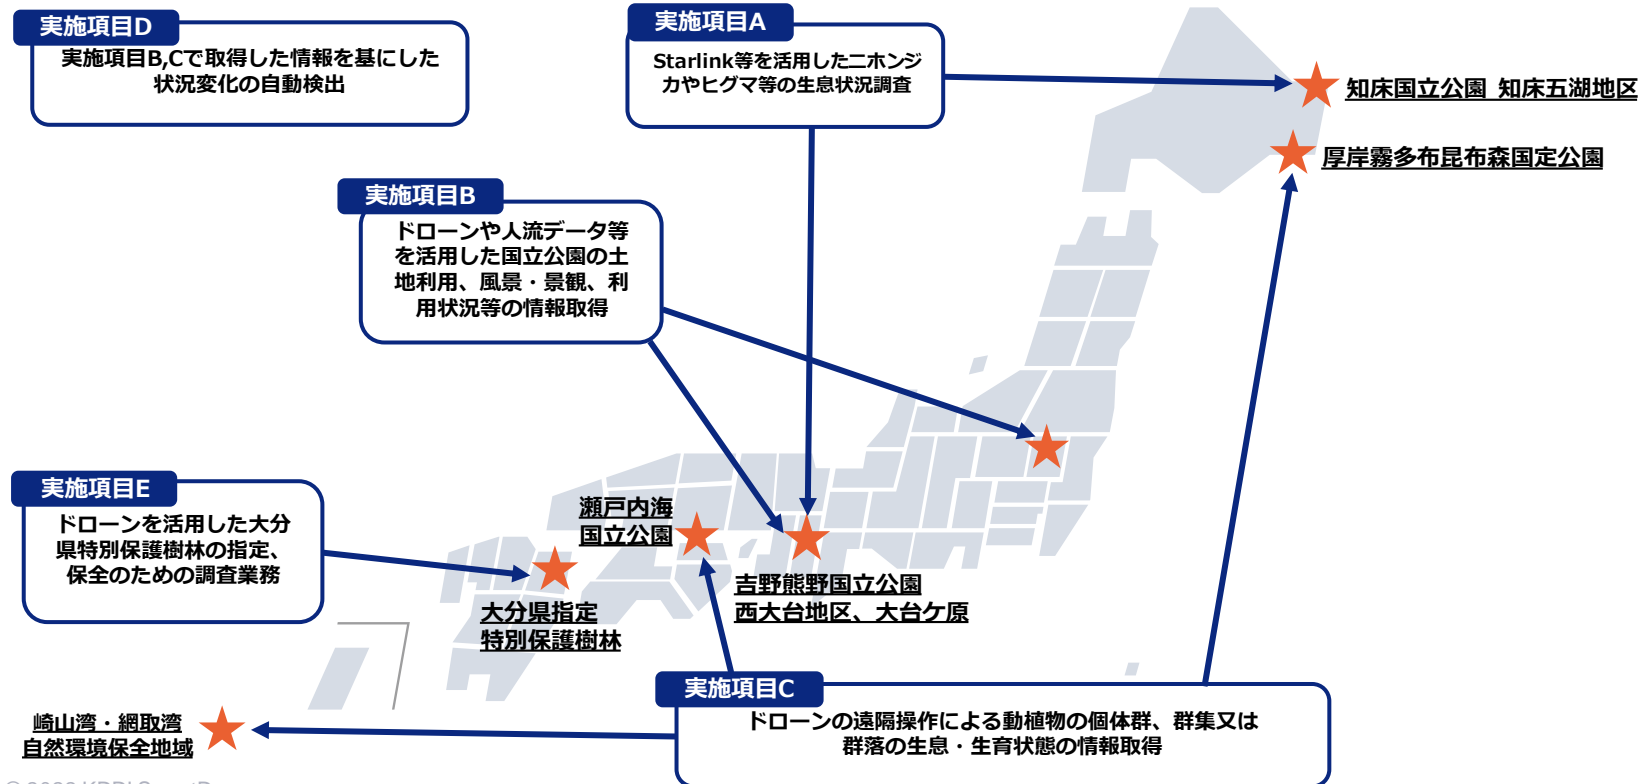 実施項目D
実施項目B,Cで取得した情報を基にした
状況変化の自動検出
実施項目A
Starlink等を活用したニホンジ
カやヒグマ等の生息状況調査
知床国立公園 知床五湖地区
厚岸霧多布昆布森国定公園
実施項目B
ドローンや人流データ等
を活用した国立公園の土
地利用、風景・景観、利
用状況等の情報取得
実施項目E
ドローンを活用した大分
県特別保護樹林の指定、
保全のための調査業務
瀬戸内海
国立公園
吉野熊野国立公園
西大台地区、大台ケ原
大分県指定
特別保護樹林
実施項目C
ドローンの遠隔操作による動植物の個体群、群集又は
群落の生息・生育状態の情報取得
崎山湾・網取湾
自然環境保全地域